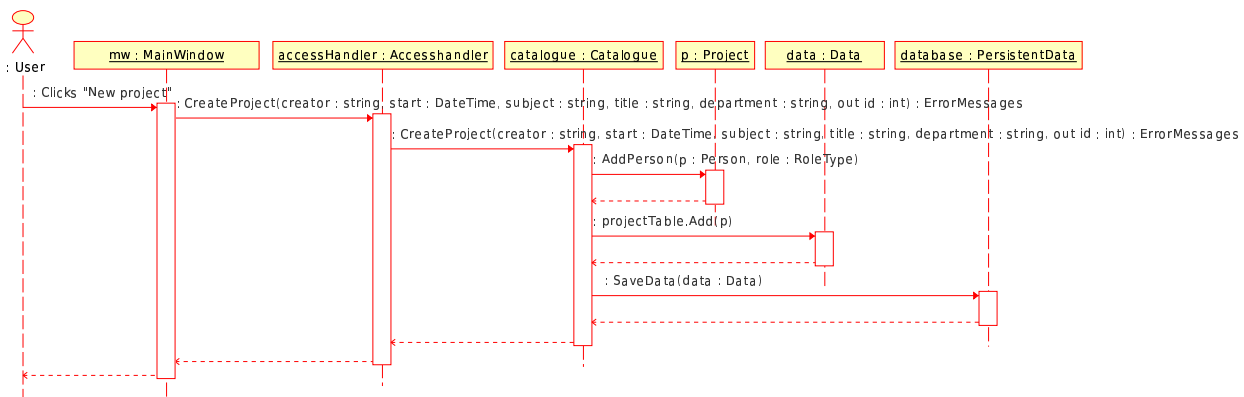 : User
mw : MainWindow
accessHandler : Accesshandler
catalogue : Catalogue
p : Project
data : Data
database : PersistentData
: Clicks "New project"
: CreateProject(creator : string, start : DateTime, subject : string, title : string, department : string, out id : int) : ErrorMessages
: CreateProject(creator : string, start : DateTime, subject : string, title : string, department : string, out id : int) : ErrorMessages
: AddPerson(p : Person, role : RoleType)
: projectTable.Add(p)
: SaveData(data : Data)